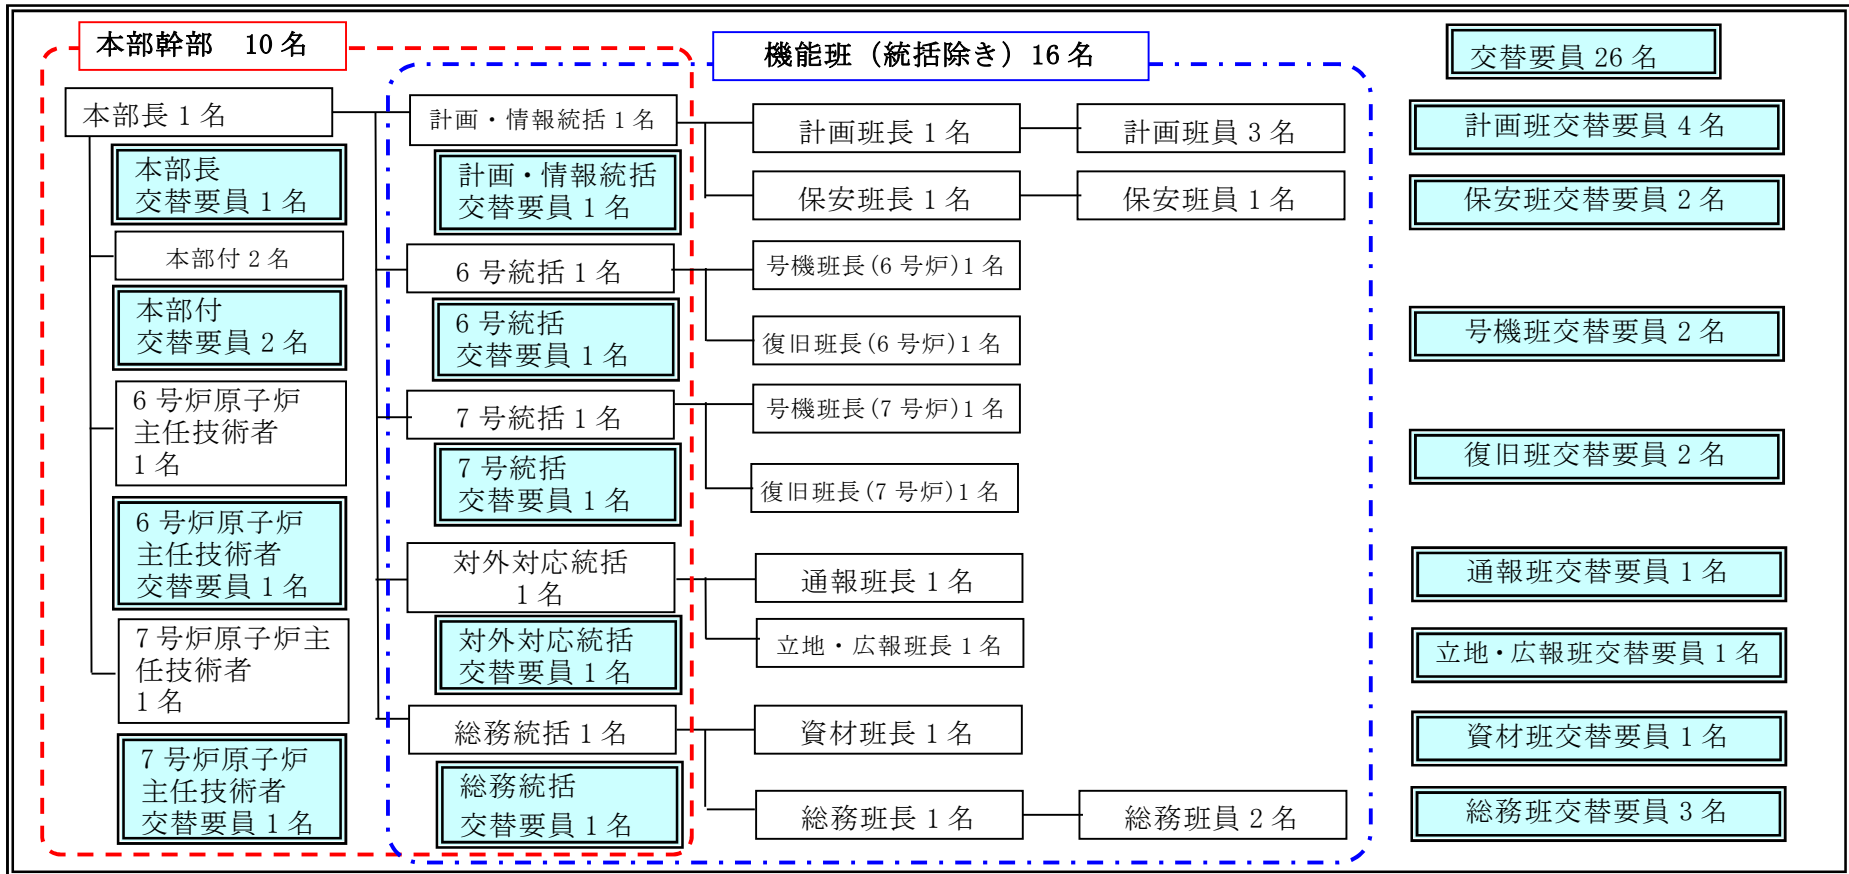 本部幹部　10名
機能班（統括除き）16名
交替要員 26 名
本部長 1 名
本部長
交替要員 1 名
本部付 2 名
本部付
交替要員 2 名
6 号炉原子炉
主任技術者
1 名
6 号炉原子炉
主任技術者
交替要員 1 名
7 号炉原子炉主
任技術者
1 名
7 号炉原子炉
主任技術者
交替要員 1 名
計画・情報統括 1 名
計画・情報統括
交替要員 1 名
6 号統括 1 名
6 号統括
交替要員 1 名
7 号統括 1 名
7 号統括
交替要員 1 名
対外対応統括
1 名
対外対応統括
交替要員 1 名
総務統括 1 名
総務統括
交替要員 1 名
計画班長 1 名
計画班員 3 名
保安班長 1 名
保安班員 1 名
号機班長(6 号炉)1 名
復旧班長(6 号炉)1 名
号機班長(7 号炉)1 名
復旧班長(7 号炉)1 名
通報班長 1 名
立地・広報班長 1 名
資材班長 1 名
総務班長 1 名
総務班員 2 名
計画班交替要員 4 名
保安班交替要員 2 名
号機班交替要員 2 名
復旧班交替要員 2 名
通報班交替要員 1 名
立地・広報班交替要員 1 名
資材班交替要員 1 名
総務班交替要員 3 名